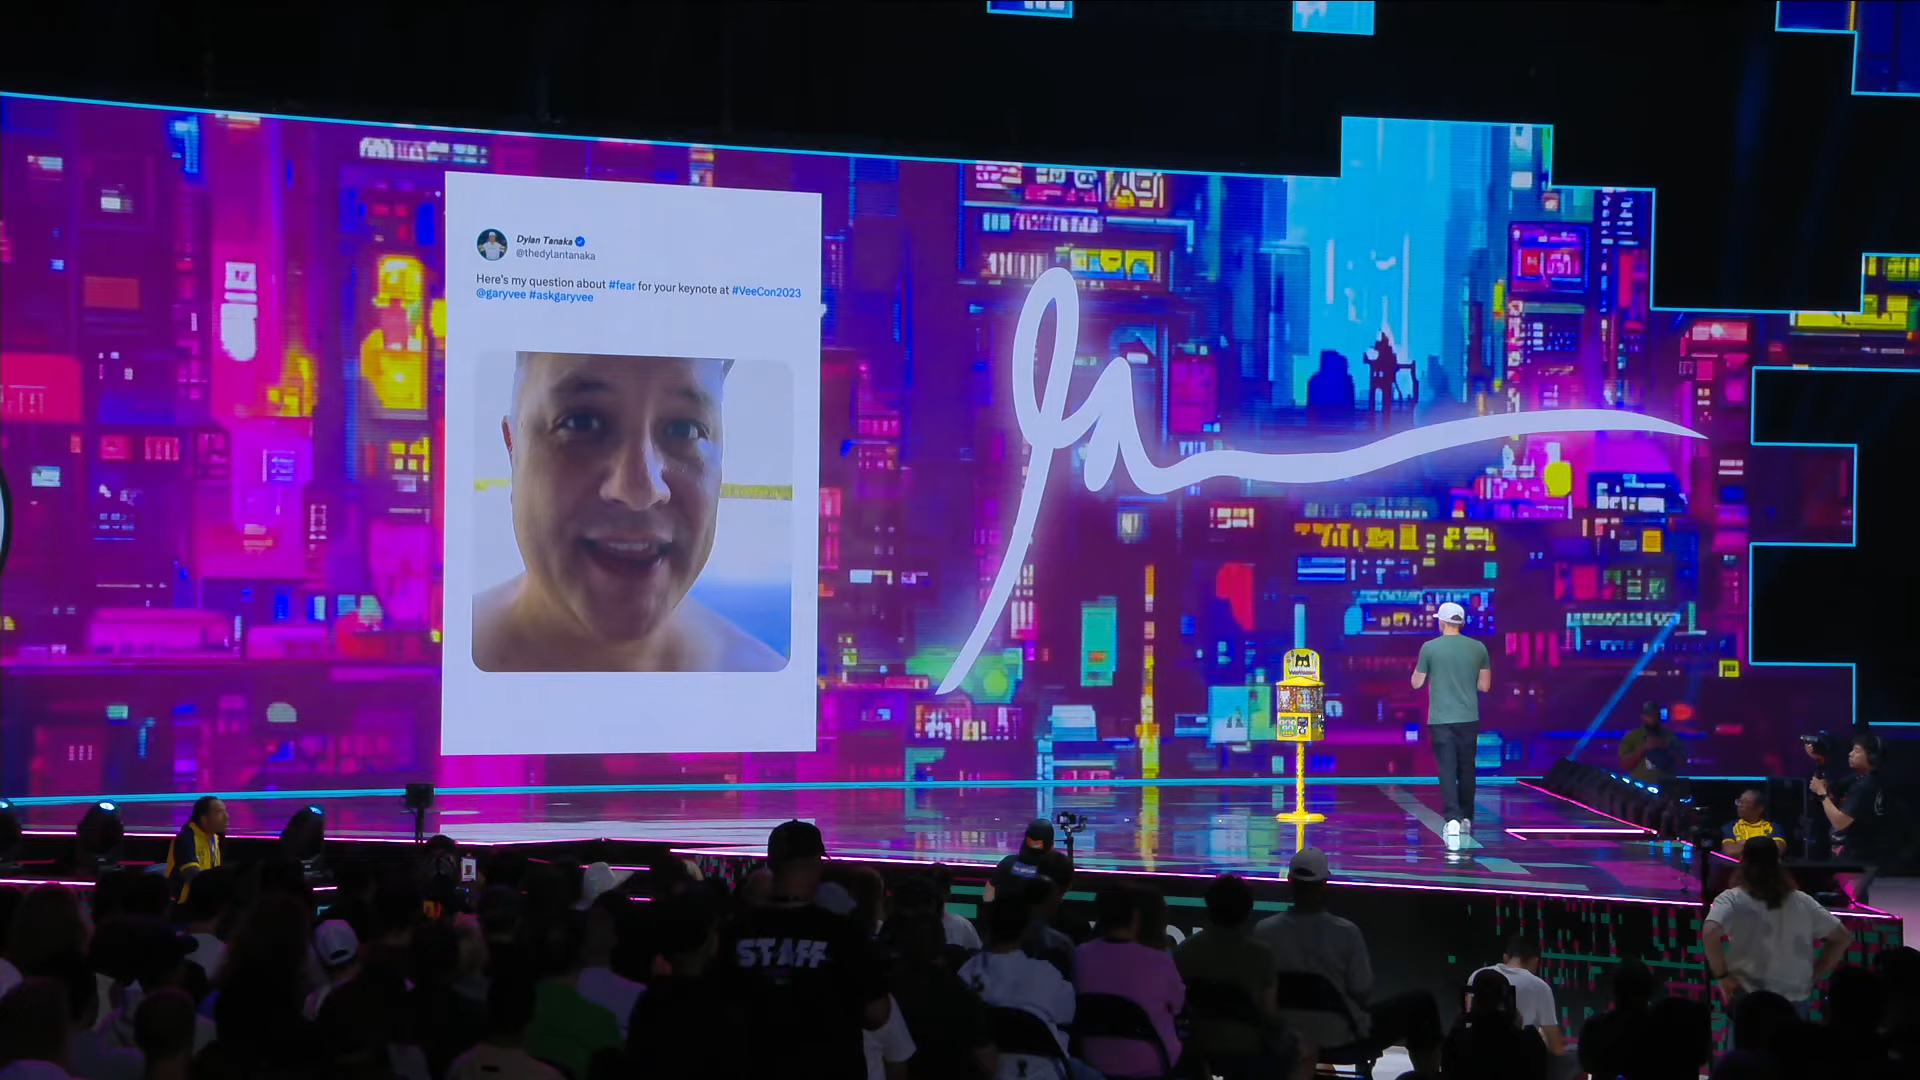 Dylan Tanaka
@thedylantanaka
Here's my question about #fear for your keynote at #VeeCon2023
@garyvee #askgaryvee
STAFF